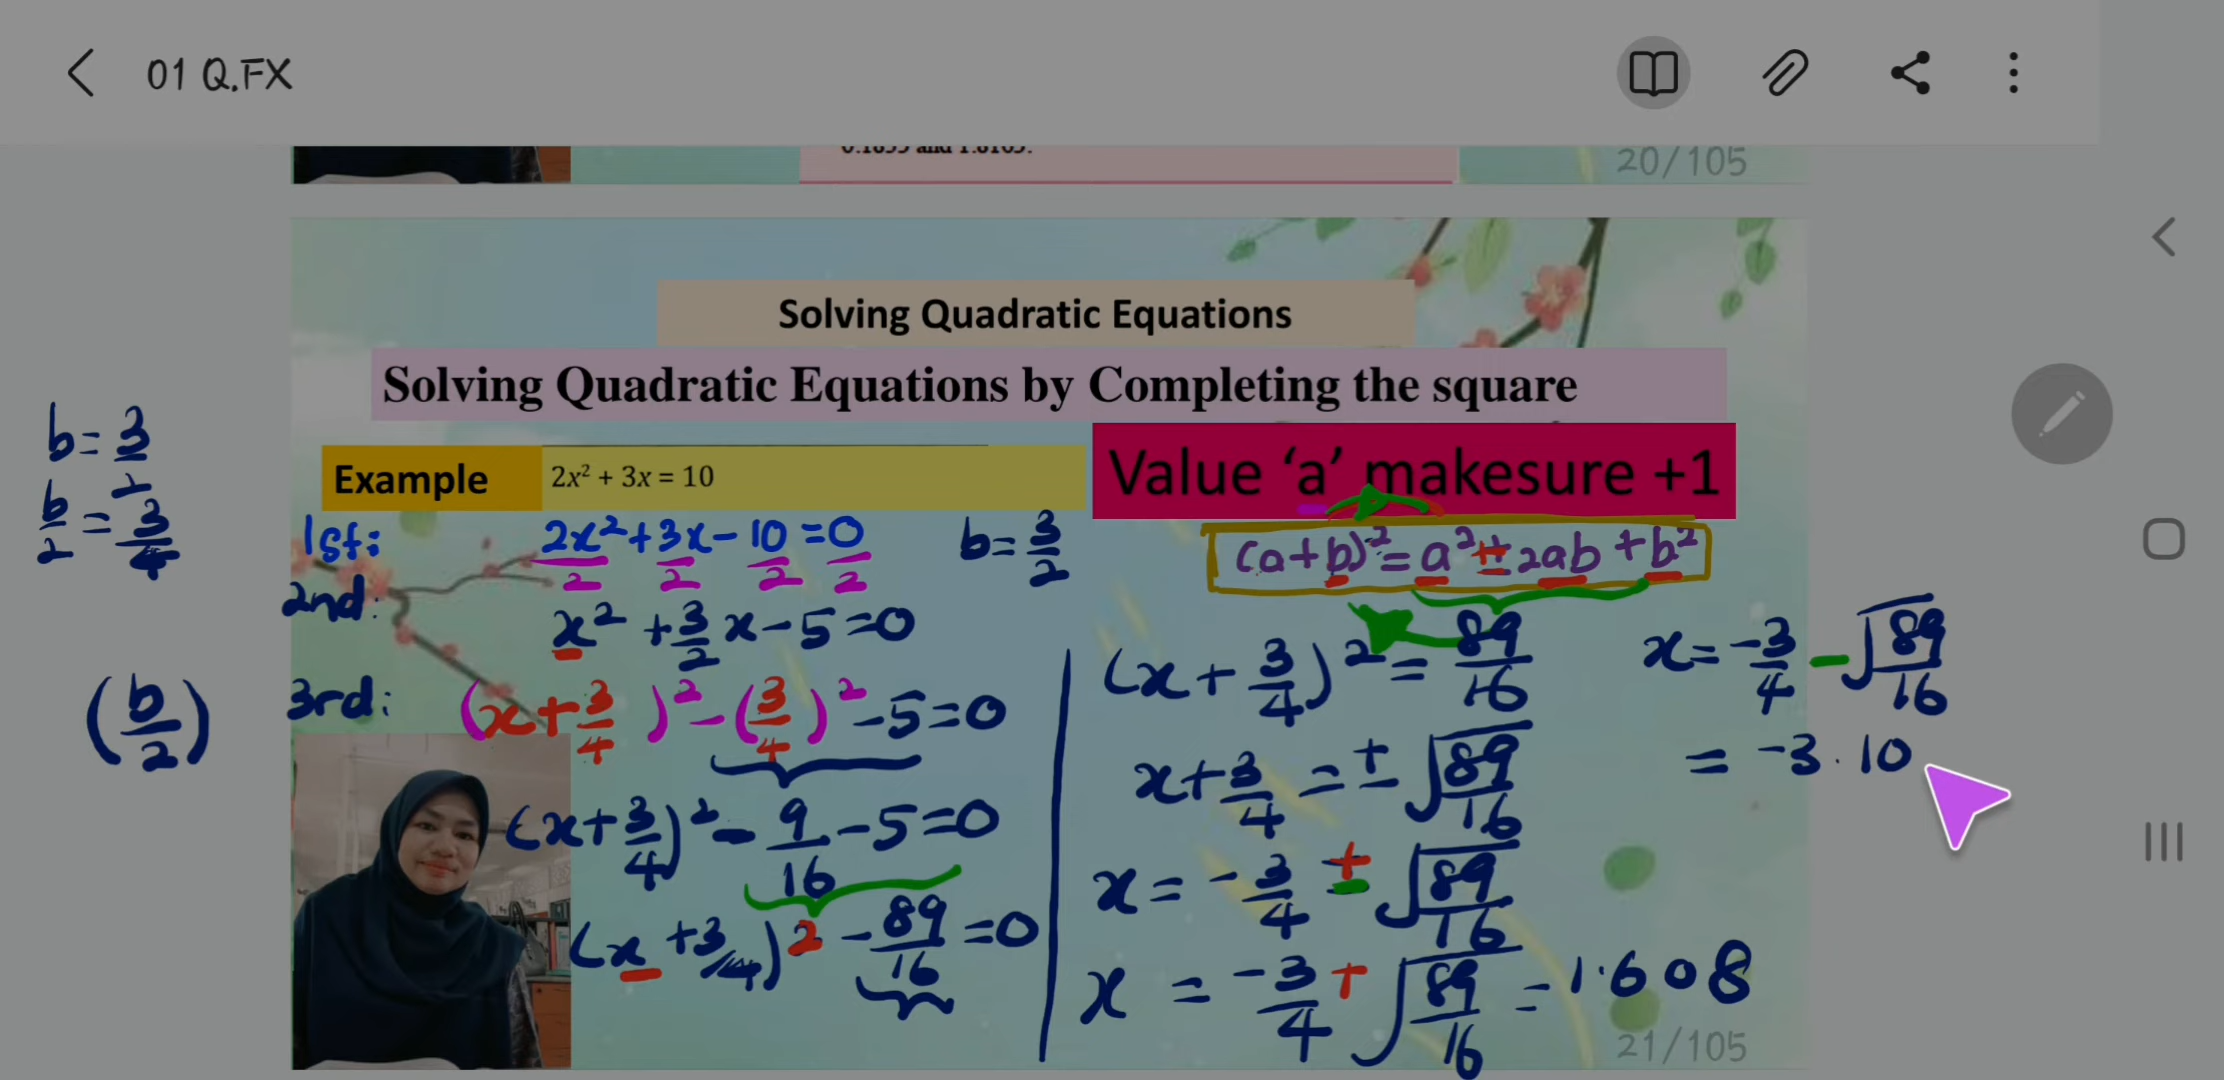 01 Q.FX
20/105
Solving Quadratic Equations
Solving Quadratic Equations by Completing the square
Example 2x² + 3x = 10
Value ‘a’ makesure +1
b = 3/2
b/2 = 3/4
(b/2)
1st: 2x²/2 + 3x/2 - 10/2 = 0/2
b = 3/2
(a+b)² = a² ± 2ab + b²
2nd: x² + 3/2 x - 5 = 0
3rd: (x + 3/4)² - (3/4)² - 5 = 0
(x + 3/4)² - 9/16 - 5 = 0
(x + 3/4)² - 89/16 = 0
(x + 3/4)² = 89/16
x + 3/4 = ± √89/16
x = -3/4 ± √89/16
x = -3/4 + √89/16 = 1.608
x = -3/4 - √89/16
= -3.10
21/105